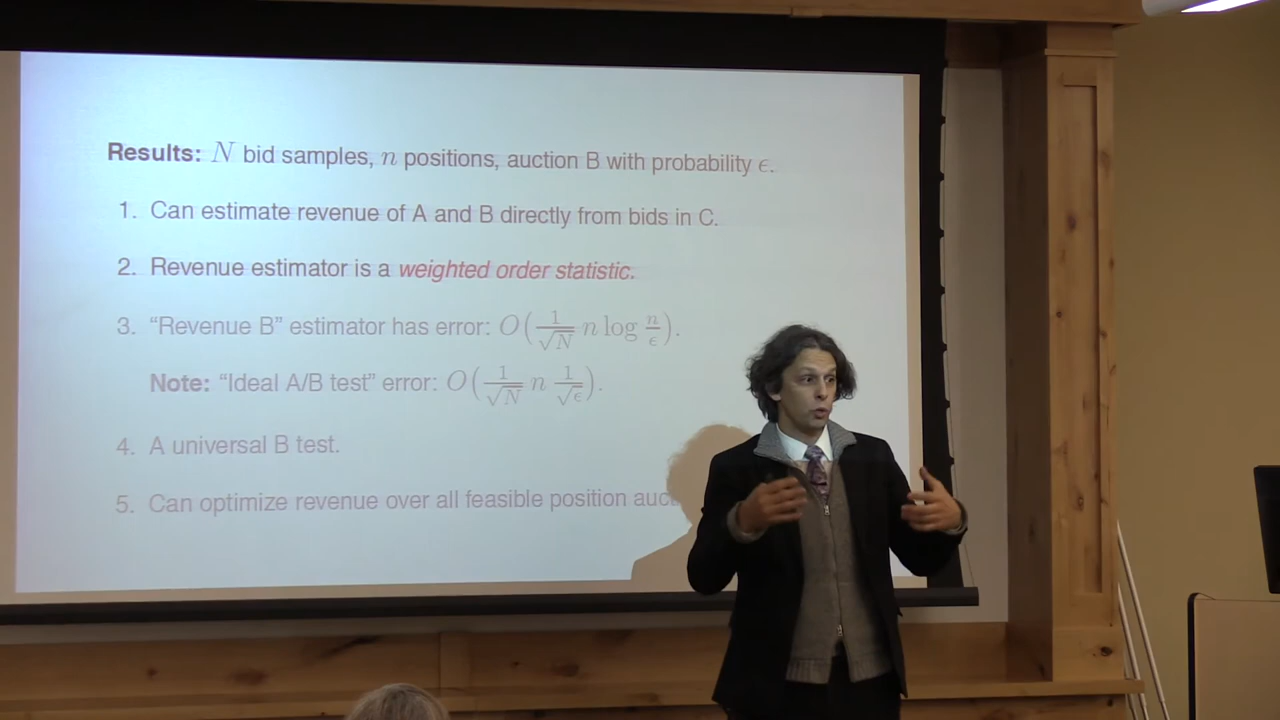 Results: N bid samples, n positions, auction B with probability ϵ.
1. Can estimate revenue of A and B directly from bids in C.
2. Revenue estimator is a weighted order statistic.
3. “Revenue B” estimator has error: O(1/√N n log n/ϵ).
Note: “Ideal A/B test” error: O(1/√N n 1/√ϵ).
4. A universal B test.
5. Can optimize revenue over all feasible position auc